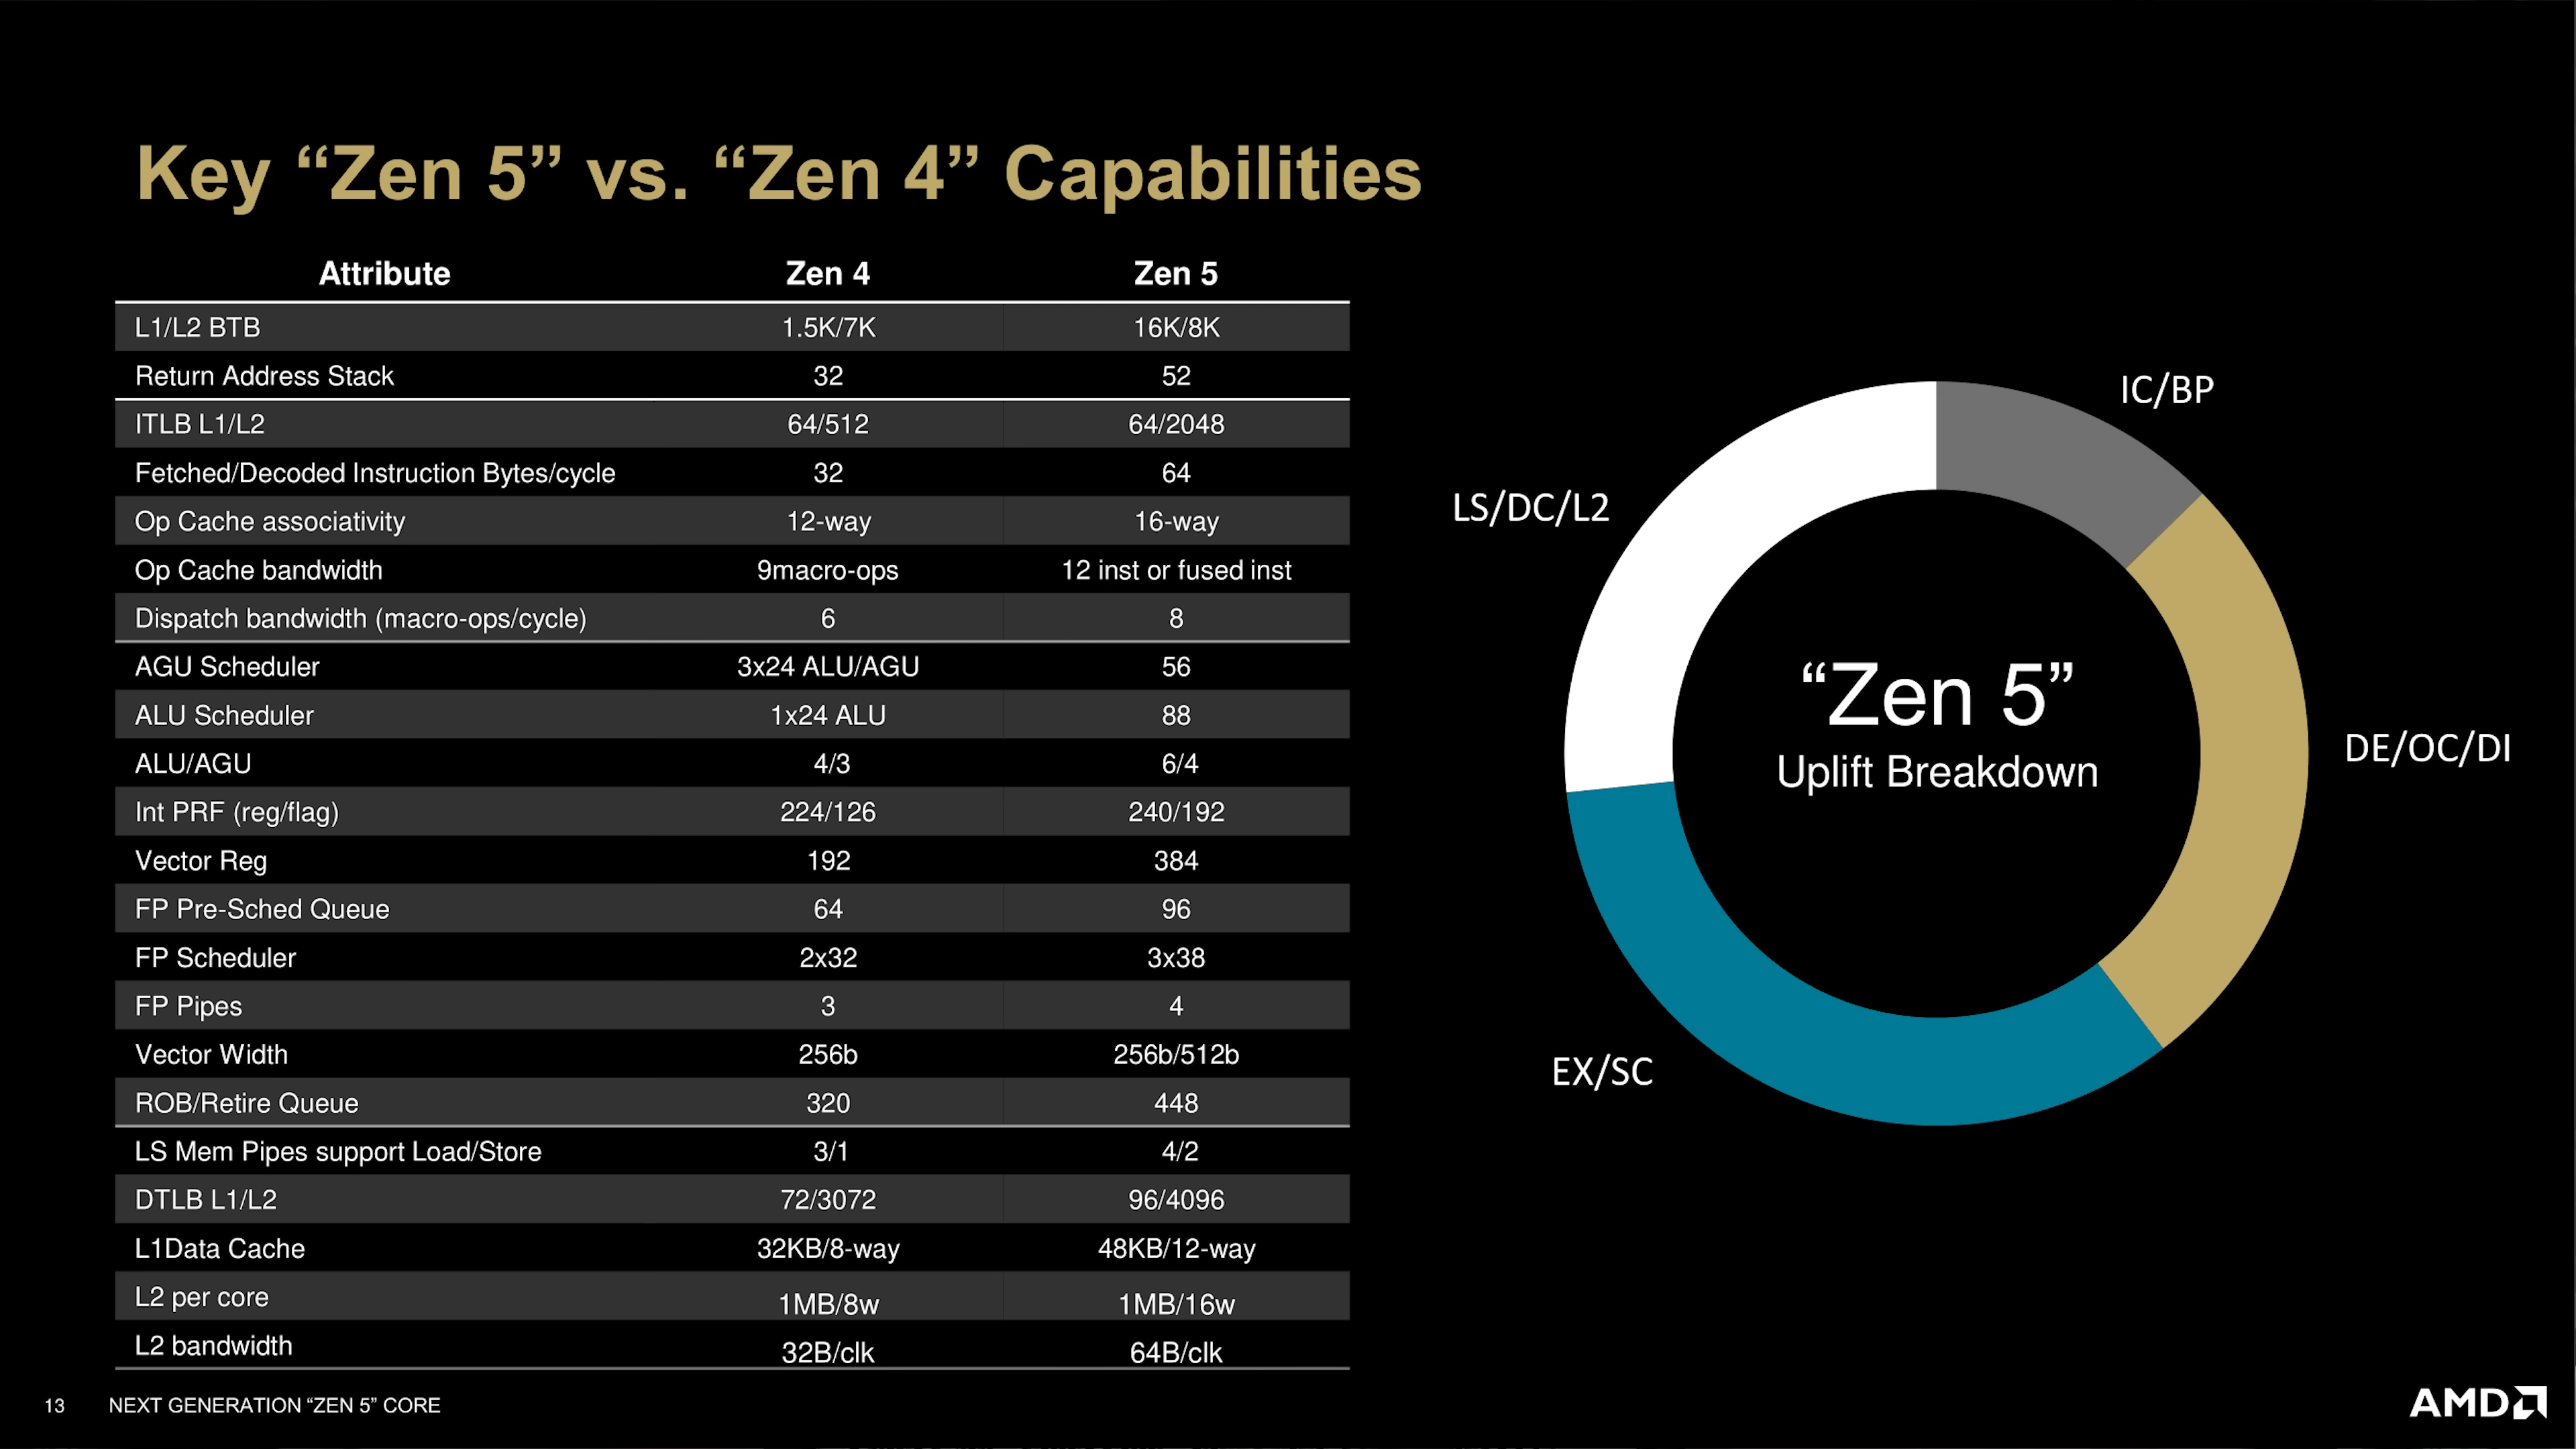 Key “Zen 5” vs. “Zen 4” Capabilities
Attribute Zen 4 Zen 5
L1/L2 BTB 1.5K/7K 16K/8K
Return Address Stack 32 52
ITLB L1/L2 64/512 64/2048
Fetched/Decoded Instruction Bytes/cycle 32 64
Op Cache associativity 12-way 16-way
Op Cache bandwidth 9macro-ops 12 inst or fused inst
Dispatch bandwidth (macro-ops/cycle) 6 8
AGU Scheduler 3x24 ALU/AGU 56
ALU Scheduler 1x24 ALU 88
ALU/AGU 4/3 6/4
Int PRF (reg/flag) 224/126 240/192
Vector Reg 192 384
FP Pre-Sched Queue 64 96
FP Scheduler 2x32 3x38
FP Pipes 3 4
Vector Width 256b 256b/512b
ROB/Retire Queue 320 448
LS Mem Pipes support Load/Store 3/1 4/2
DTLB L1/L2 72/3072 96/4096
L1Data Cache 32KB/8-way 48KB/12-way
L2 per core 1MB/8w 1MB/16w
L2 bandwidth 32B/clk 64B/clk
IC/BP
LS/DC/L2
“Zen 5”
Uplift Breakdown
DE/OC/DI
EX/SC
13 NEXT GENERATION “ZEN 5” CORE
AMD